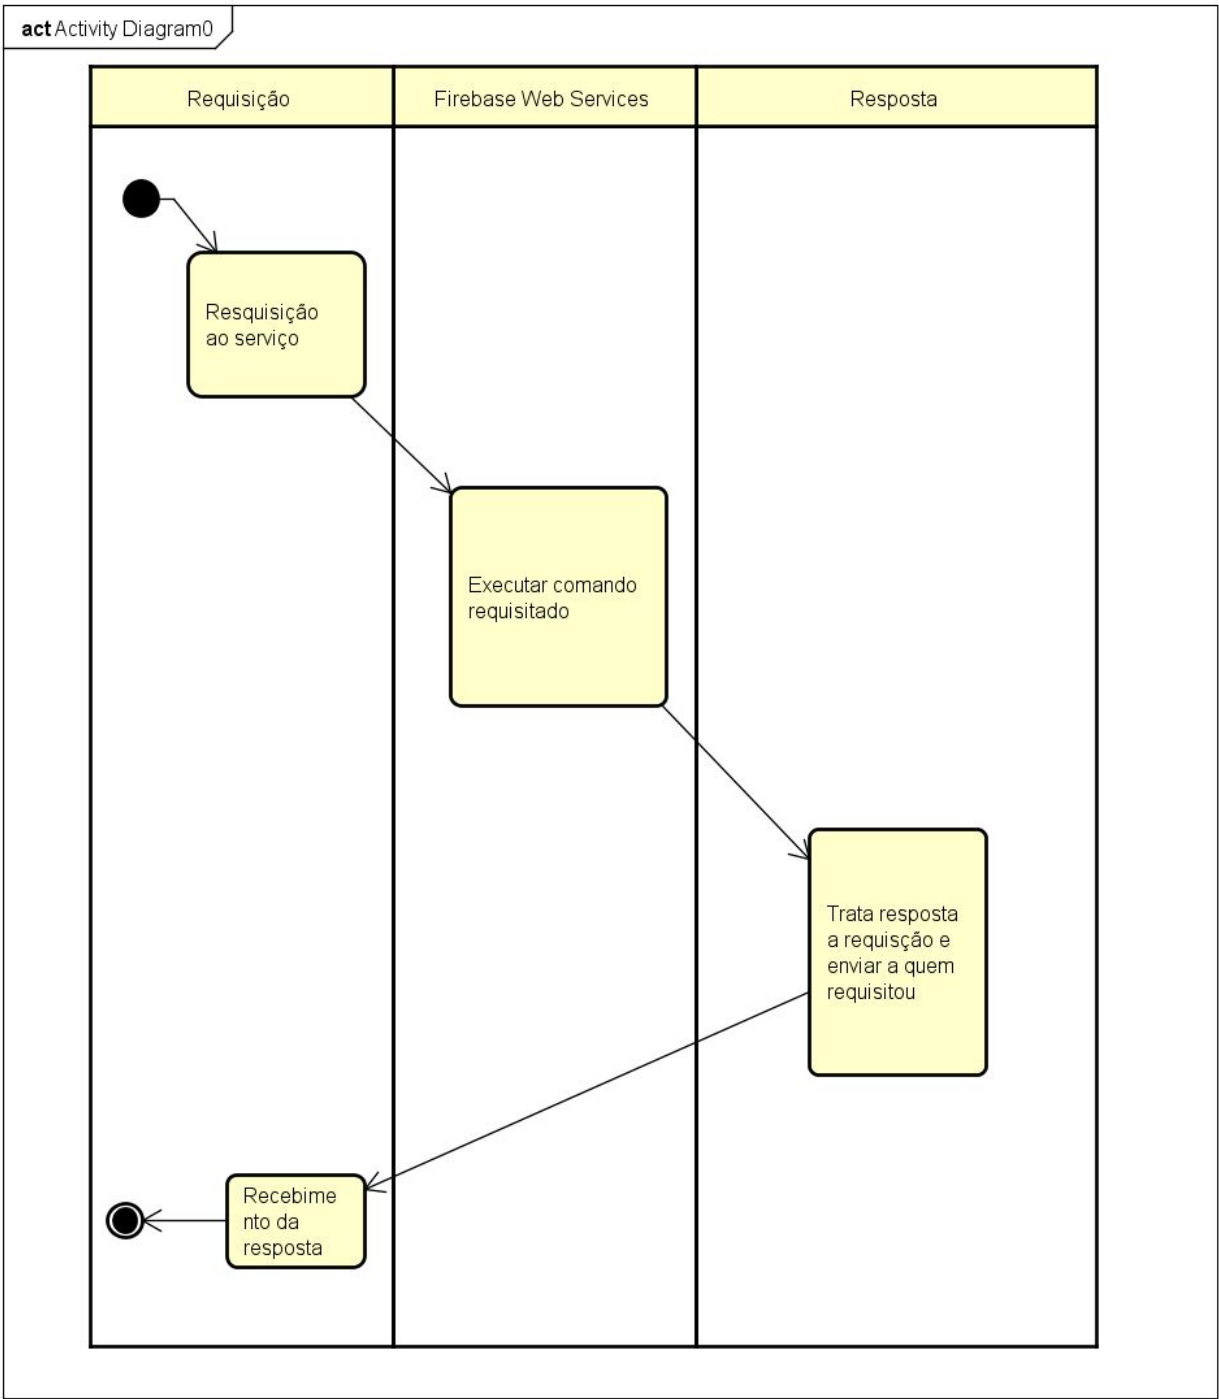 act Activity Diagram0
Requisição
Firebase Web Services
Resposta
Resquisição
ao serviço
Executar comando
requisitado
Trata resposta
a requisção e
enviar a quem
requisitou
Recebime
nto da
resposta